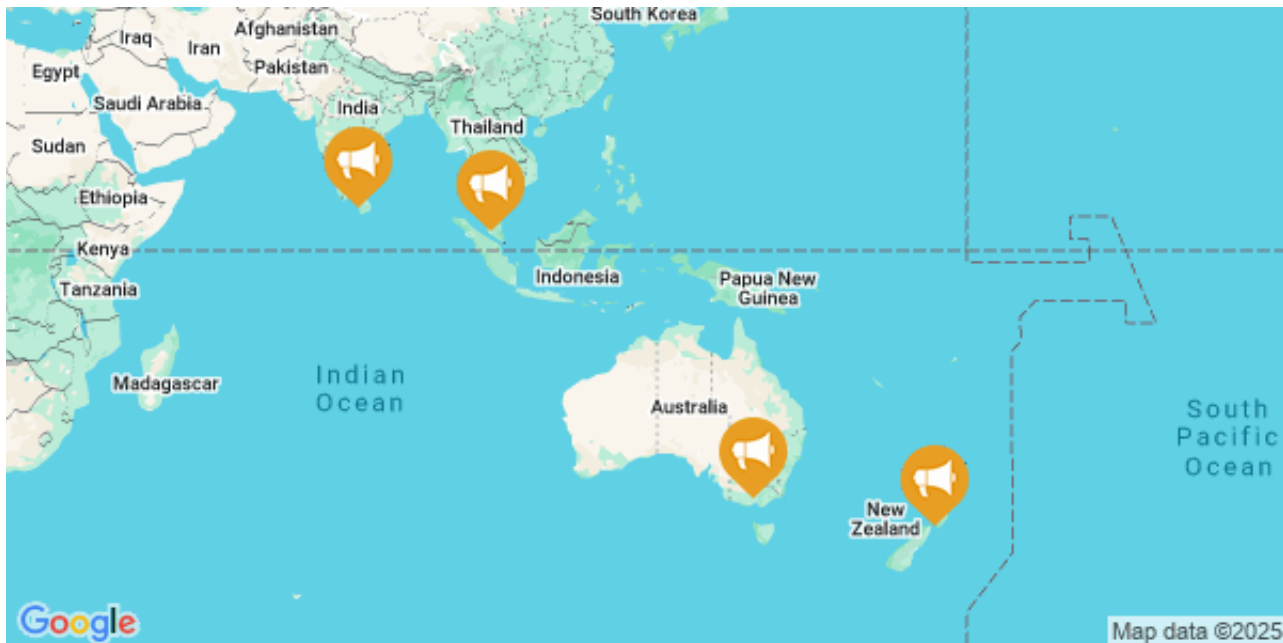 South Korea
Afghanistan
Iraq
Iran
Egypt
Pakistan
Saudi Arabia
India
Thailand
Sudan
Ethiopia
Kenya
Indonesia
Papua New
Guinea
Tanzania
Madagascar
Indian
Ocean
Australia
South
Pacific
Ocean
New
Zealand
Google
Map data ©2025